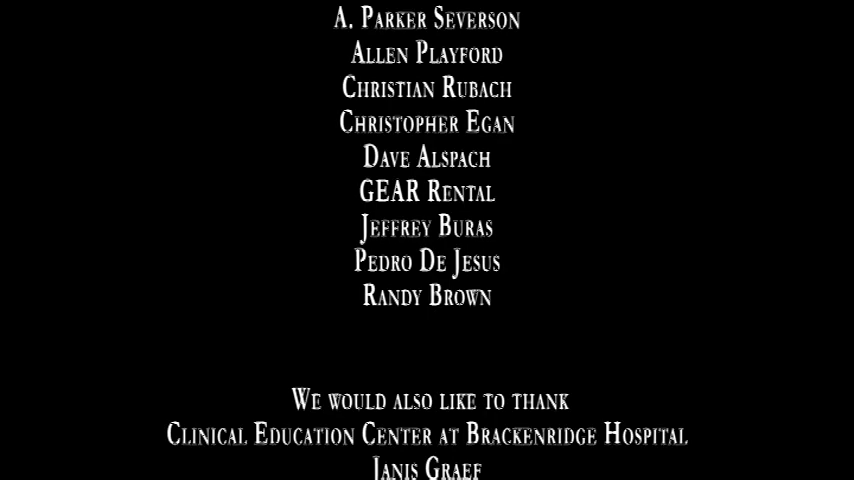 A. Parker Severson
Allen Playford
Christian Rubach
Christopher Egan
Dave Alspach
GEAR Rental
Jeffrey Buras
Pedro De Jesus
Randy Brown
We would also like to thank
Clinical Education Center at Brackenridge Hospital
Janis Graef